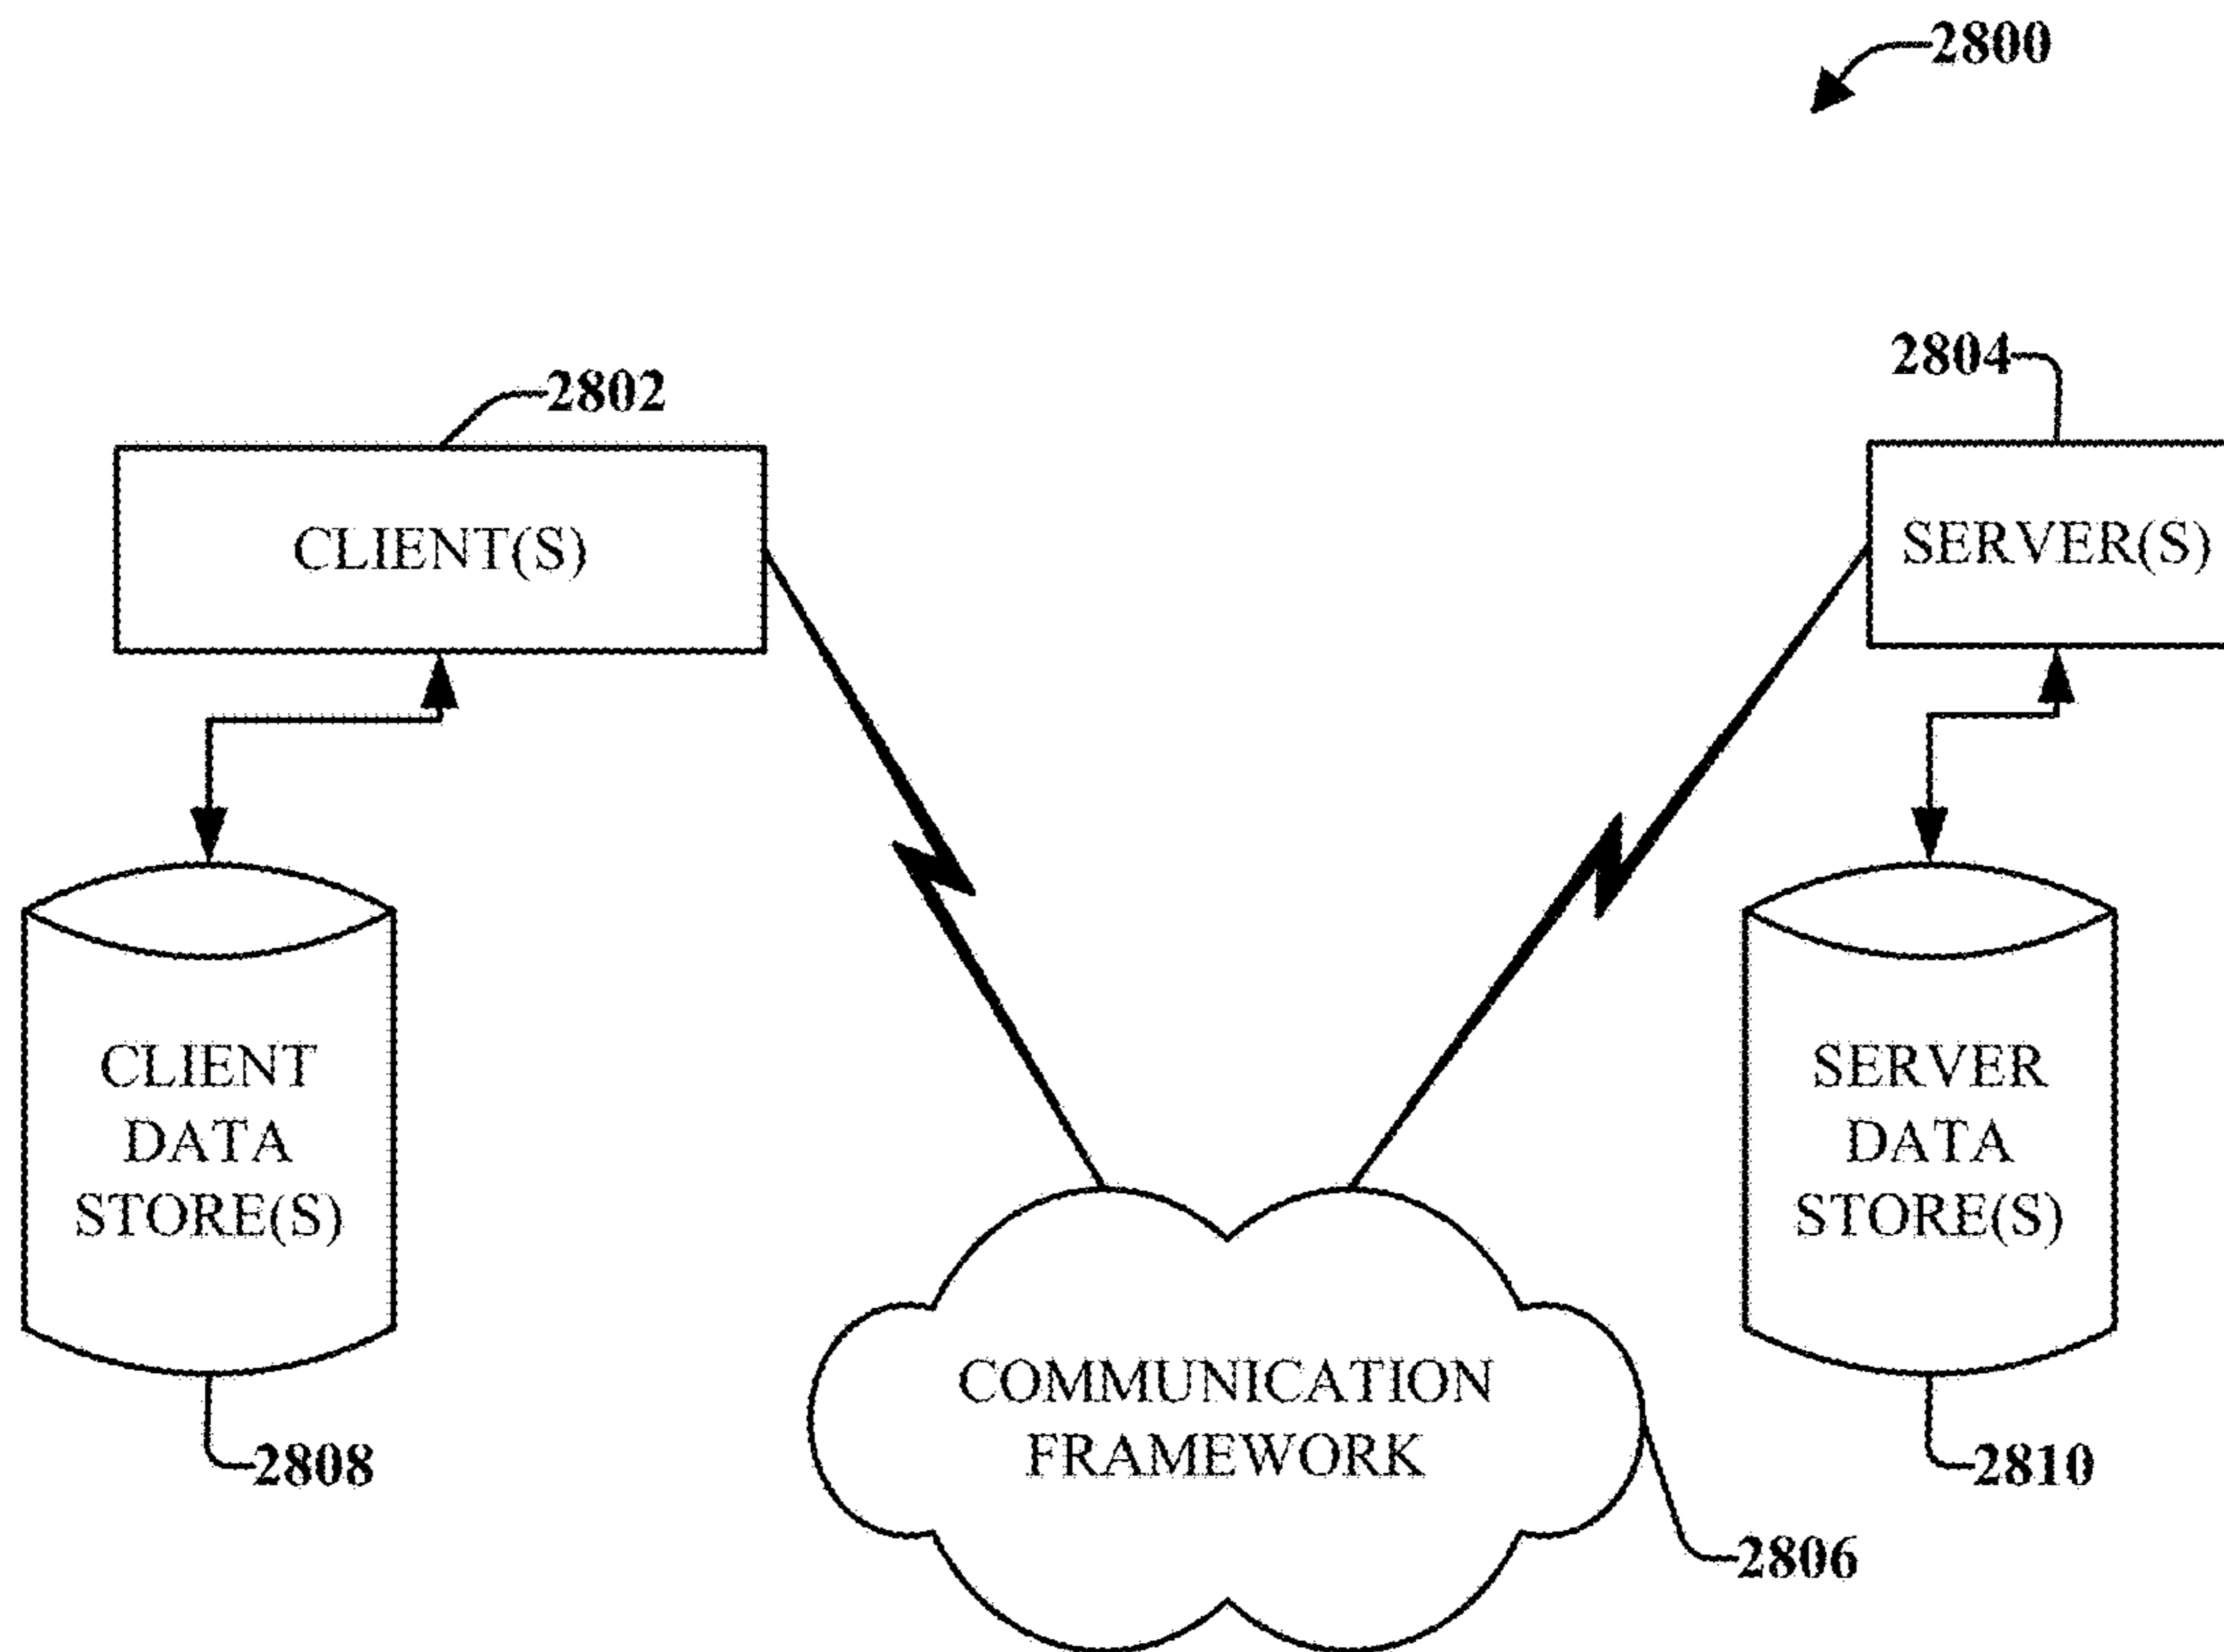 2800
2802
2804
CLIENT(S)
SERVER(S)
CLIENT
DATA
STORE(S)
SERVER
DATA
STORE(S)
COMMUNICATION
FRAMEWORK
2808
2810
2806